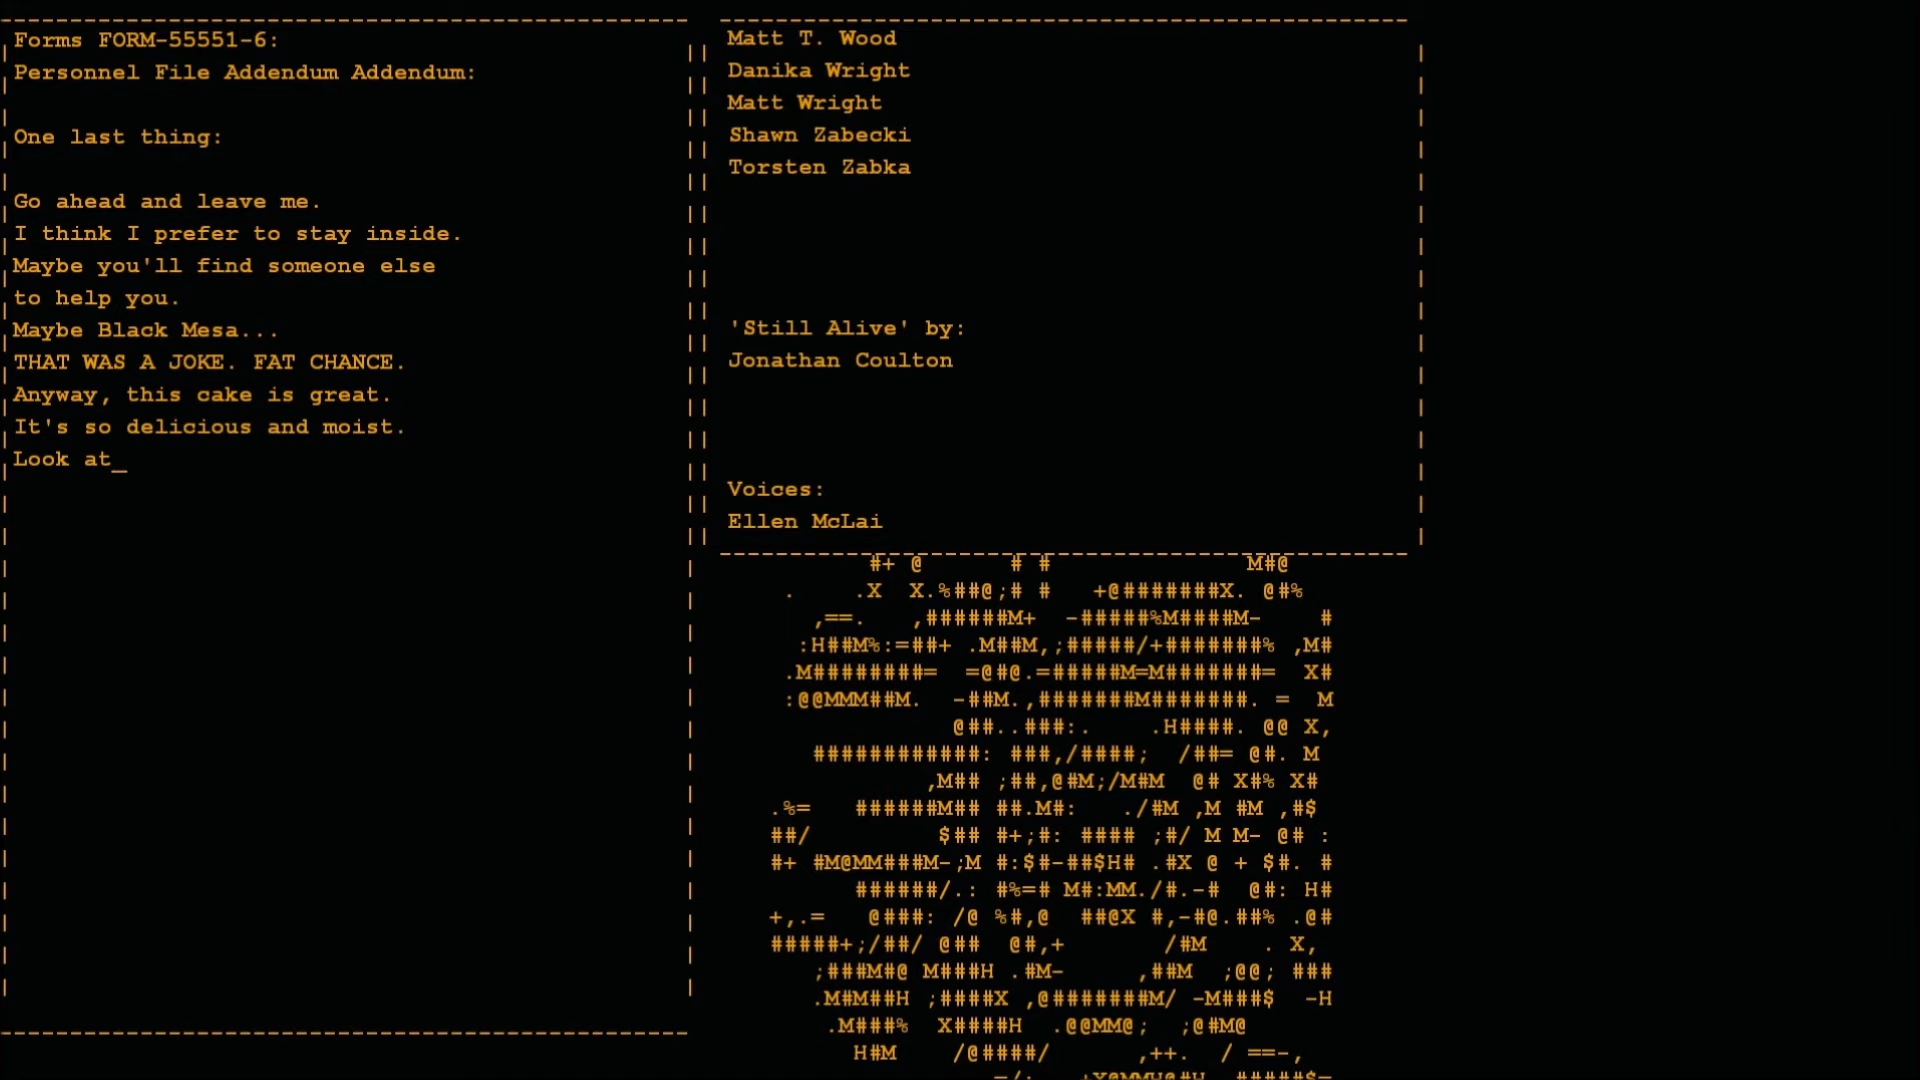 Forms FORM-55551-6:
Personnel File Addendum Addendum:
One last thing:
Go ahead and leave me.
I think I prefer to stay inside.
Maybe you'll find someone else
to help you.
Maybe Black Mesa...
THAT WAS A JOKE. FAT CHANCE.
Anyway, this cake is great.
It's so delicious and moist.
Look at_
Matt T. Wood
Danika Wright
Matt Wright
Shawn Zabecki
Torsten Zabka
'Still Alive' by:
Jonathan Coulton
Voices:
Ellen McLai